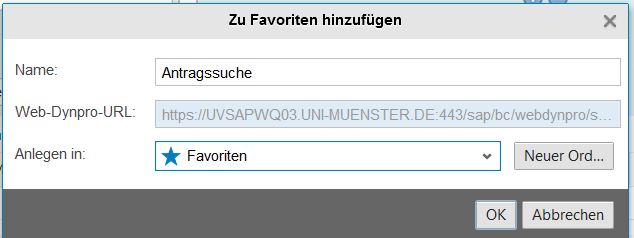 Zu Favoriten hinzufügen
Name: Antragssuche
Web-Dynpro-URL: https://UVSAPWQ03.UNI-MUENSTER.DE:443/sap/bc/webdynpro/s...
Anlegen in: Favoriten Neuer Ord...
OK Abbrechen